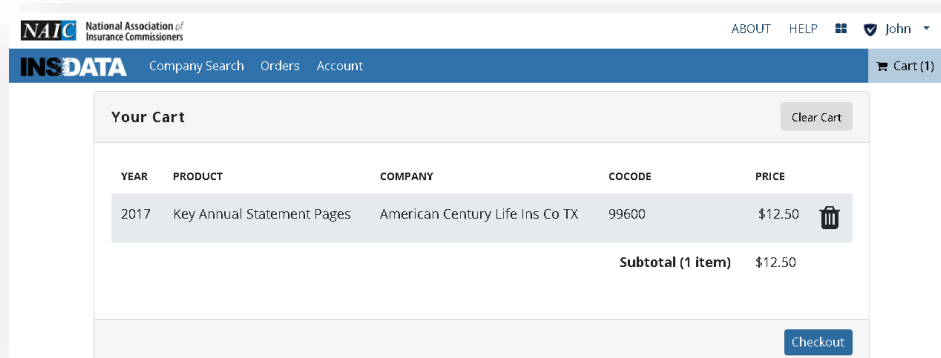 NAIC National Association of
Insurance Commissioners
ABOUT HELP John
INSDATA Company Search Orders Account Cart (1)
Your Cart Clear Cart
YEAR PRODUCT COMPANY COCODE PRICE
2017 Key Annual Statement Pages American Century Life Ins Co TX 99600 $12.50
Subtotal (1 item) $12.50
Checkout